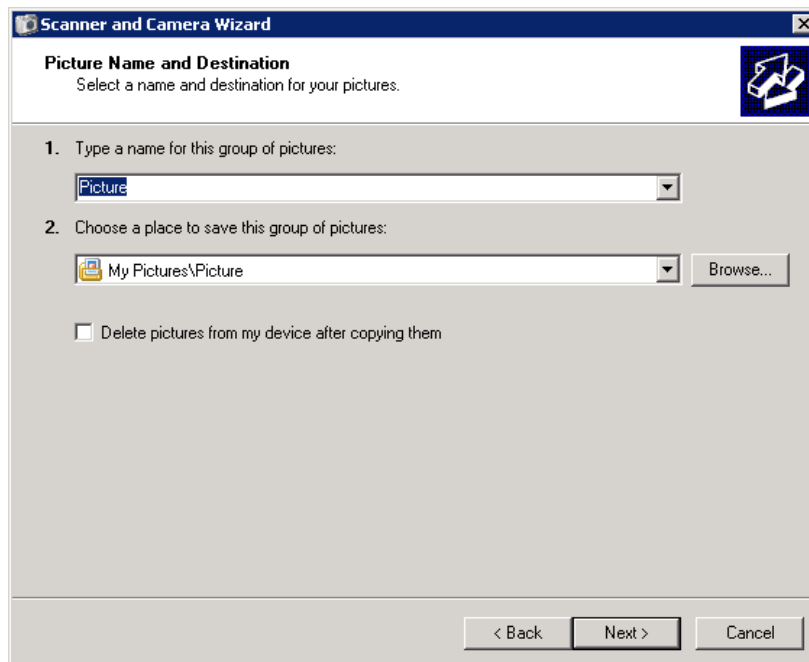 Scanner and Camera Wizard
Picture Name and Destination
Select a name and destination for your pictures.
1. Type a name for this group of pictures:
Picture
2. Choose a place to save this group of pictures:
My Pictures\Picture
Browse...
Delete pictures from my device after copying them
< Back
Next >
Cancel